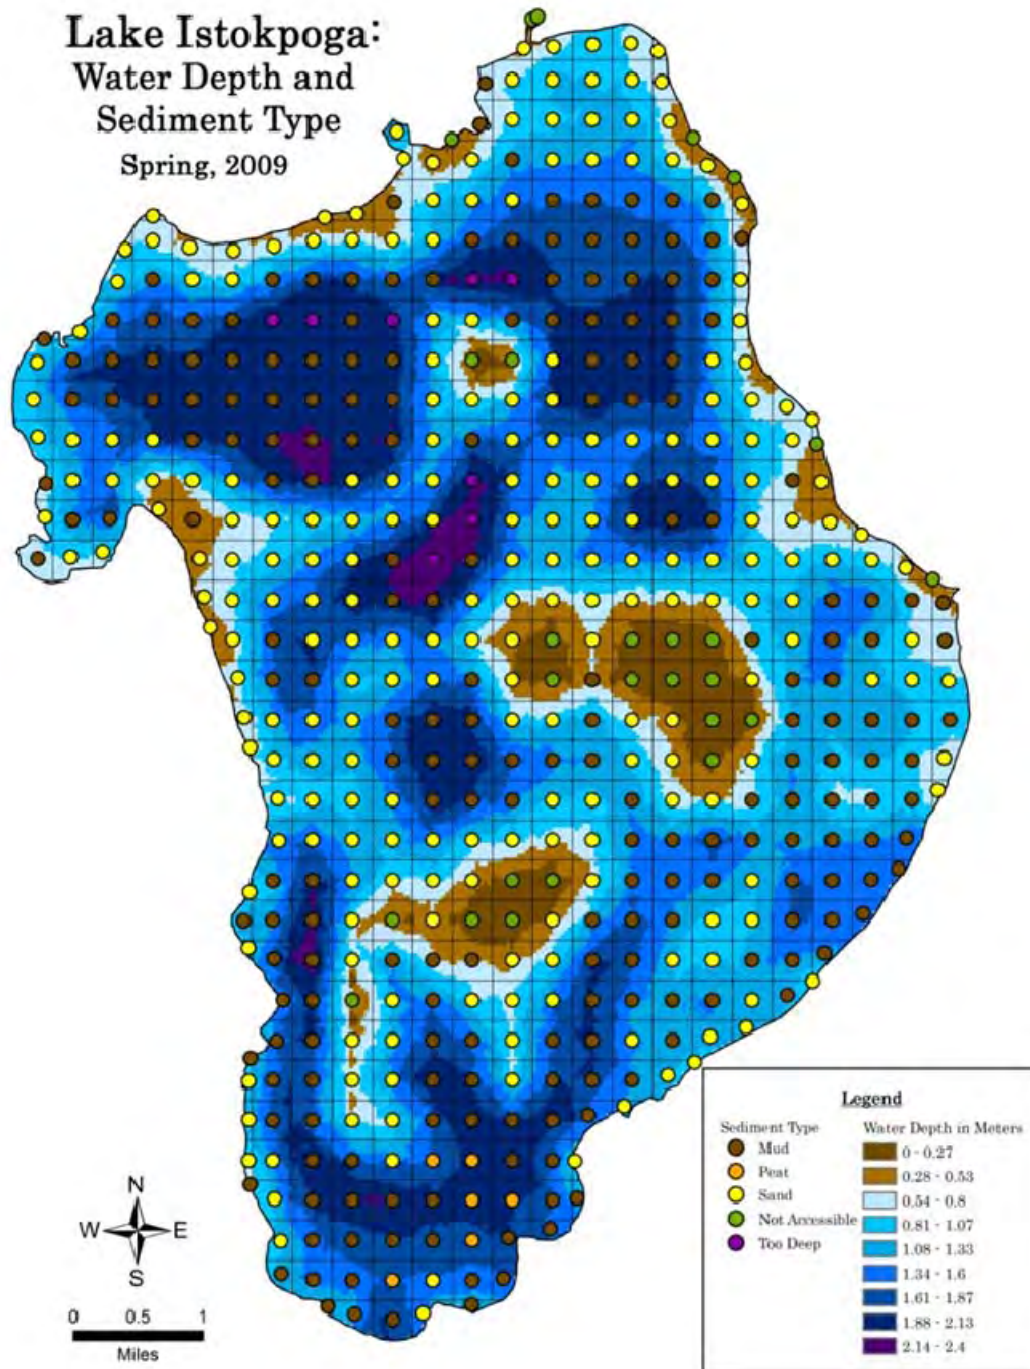 Lake Istokpoga:
Water Depth and
Sediment Type
Spring, 2009
N
W E
S
0 0.5 1
Miles
Legend
Sediment Type
Mud
Peat
Sand
Not Accessible
Too Deep
Water Depth in Meters
0 - 0.27
0.28 - 0.53
0.54 - 0.8
0.81 - 1.07
1.08 - 1.33
1.34 - 1.6
1.61 - 1.87
1.88 - 2.13
2.14 - 2.4